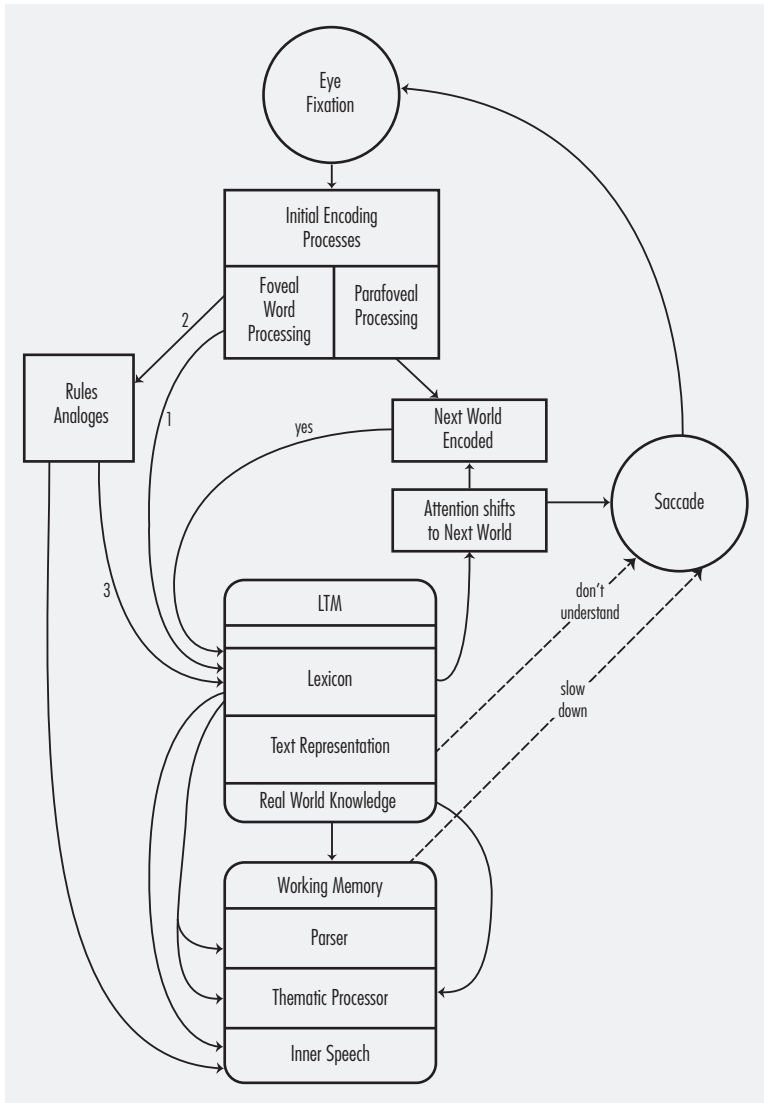 Eye
Fixation
Initial Encoding
Processes
Foveal
Word
Processing
Parafoveal
Processing
2
Rules
Analoges
1
yes
Next World
Encoded
Attention shifts
to Next World
Saccade
3
LTM
don't
understand
Lexicon
slow
down
Text Representation
Real World Knowledge
Working Memory
Parser
Thematic Processor
Inner Speech